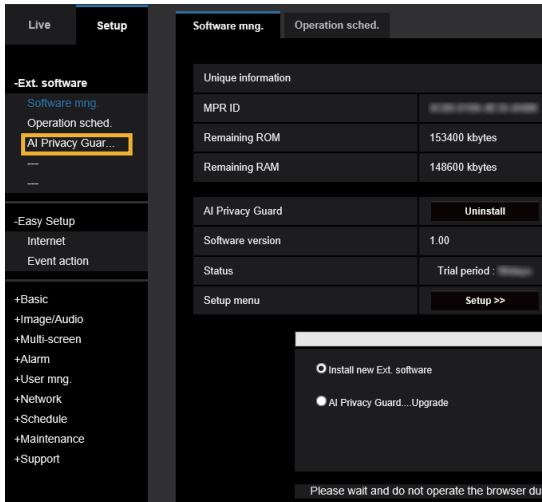 Live
Setup
Software mng.
Operation sched.
-Ext. software
Software mng.
Operation sched.
AI Privacy Guar...
---
---
-Easy Setup
Internet
Event action
+Basic
+Image/Audio
+Multi-screen
+Alarm
+User mng.
+Network
+Schedule
+Maintenance
+Support
Unique information
MPR ID
Remaining ROM 153400 kbytes
Remaining RAM 148600 kbytes
AI Privacy Guard Uninstall
Software version 1.00
Status Trial period :
Setup menu Setup >>
Install new Ext. software
AI Privacy Guard....Upgrade
Please wait and do not operate the browser du